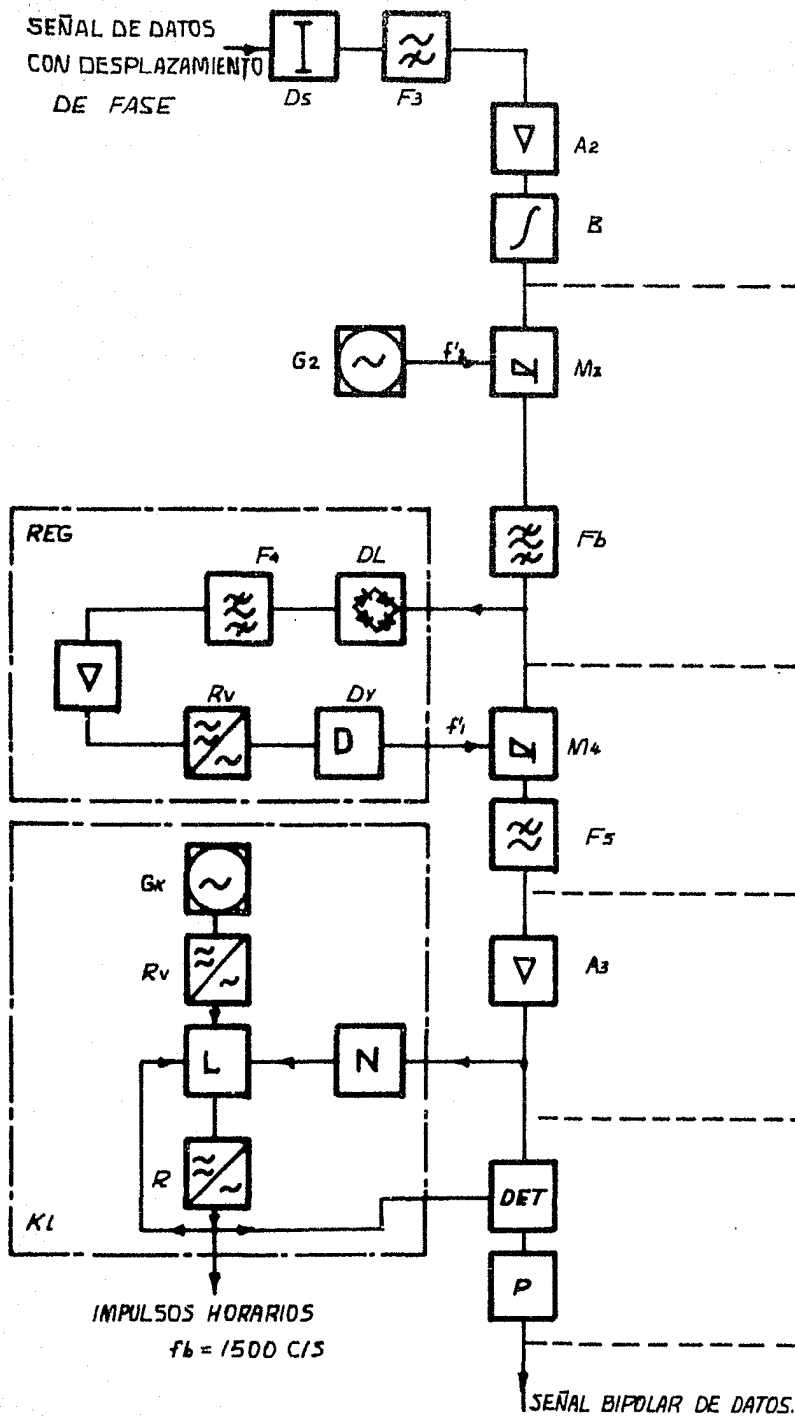 SEÑAL DE DATOS
CON DESPLAZAMIENTO
DE FASE
Ds
F3
A2
B
G2
f'2
M2
REG
F4
DL
Fb
Rv
DY
D
f'1
M4
F5
GK
Rv
A3
L
N
R
DET
KL
P
IMPULSOS HORARIOS
fb = 1500 C/S
SEÑAL BIPOLAR DE DATOS.